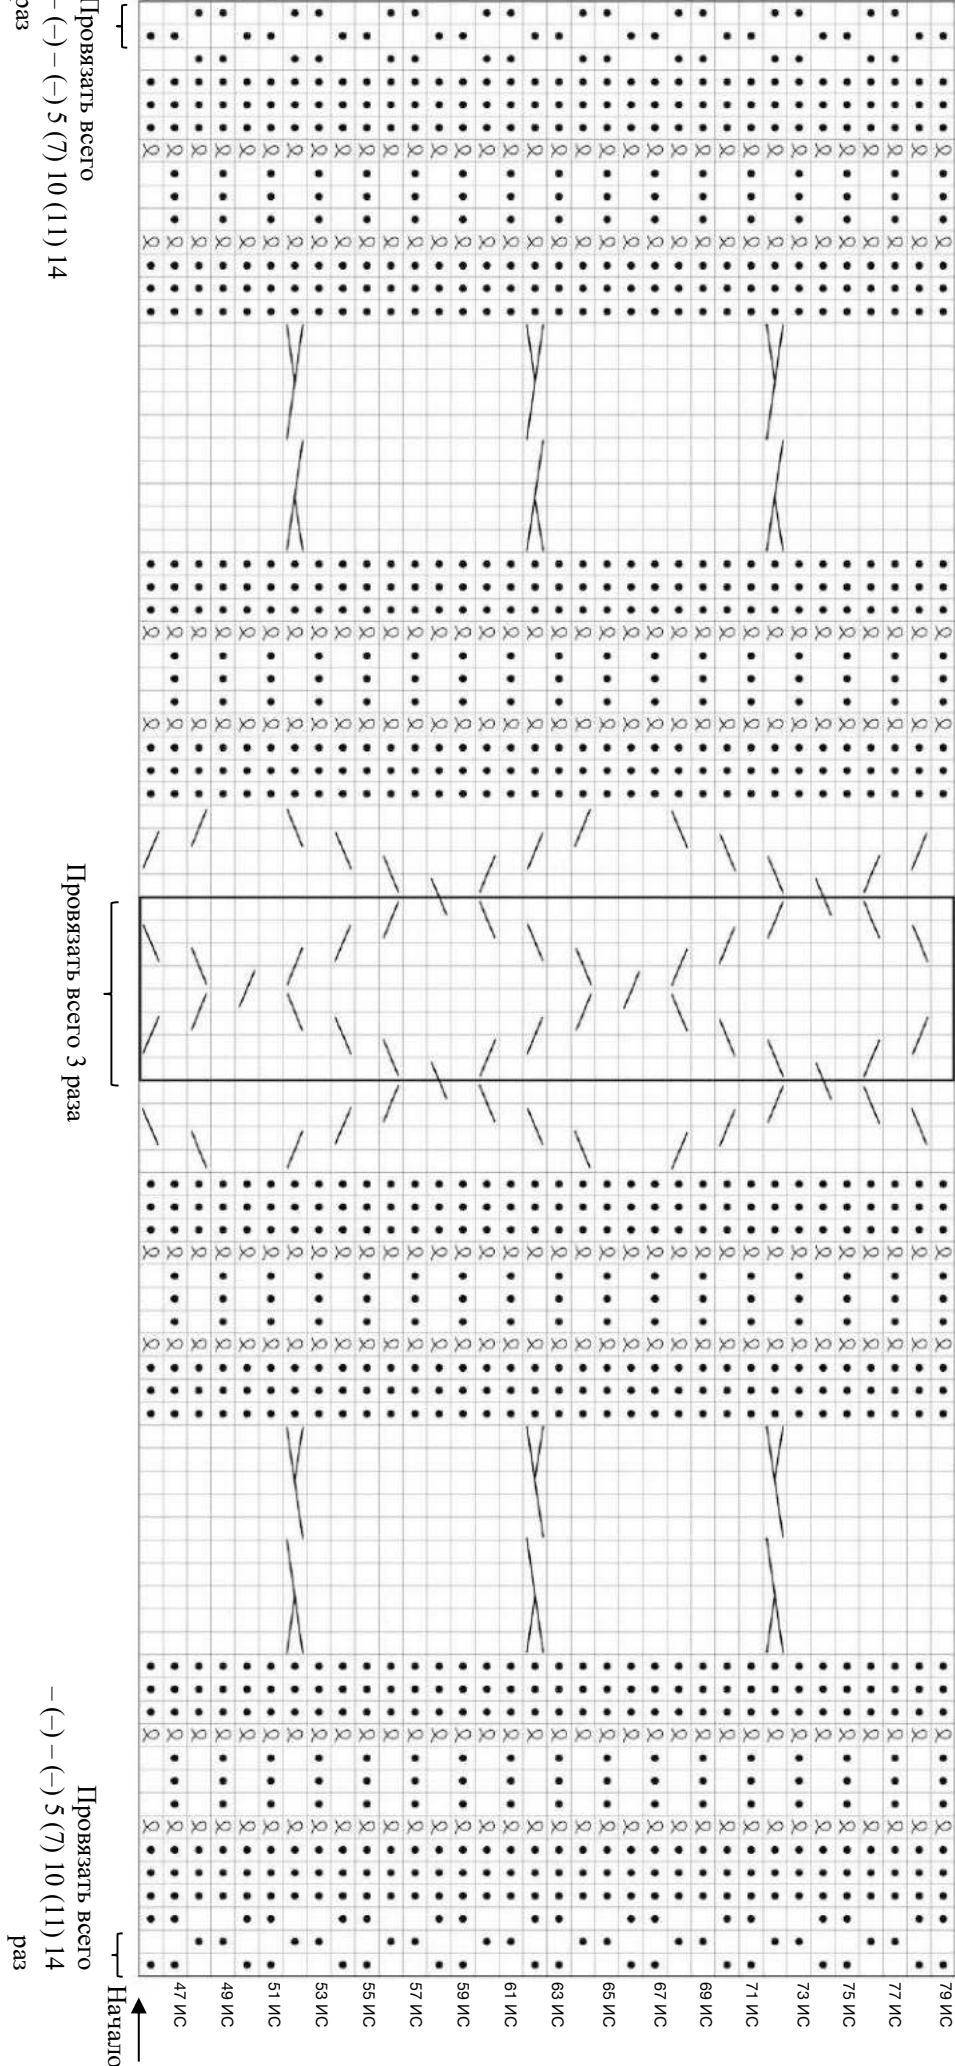 79 ИС
77 ИС
75 ИС
73 ИС
71 ИС
69 ИС
67 ИС
65 ИС
63 ИС
61 ИС
59 ИС
57 ИС
55 ИС
53 ИС
51 ИС
49 ИС
47 ИС
Начало
Провязать всего
– (–) – (–) 5 (7) 10 (11) 14
раз
Провязать всего 3 раза
Провязать всего
– (–) – (–) 5 (7) 10 (11) 14
раз